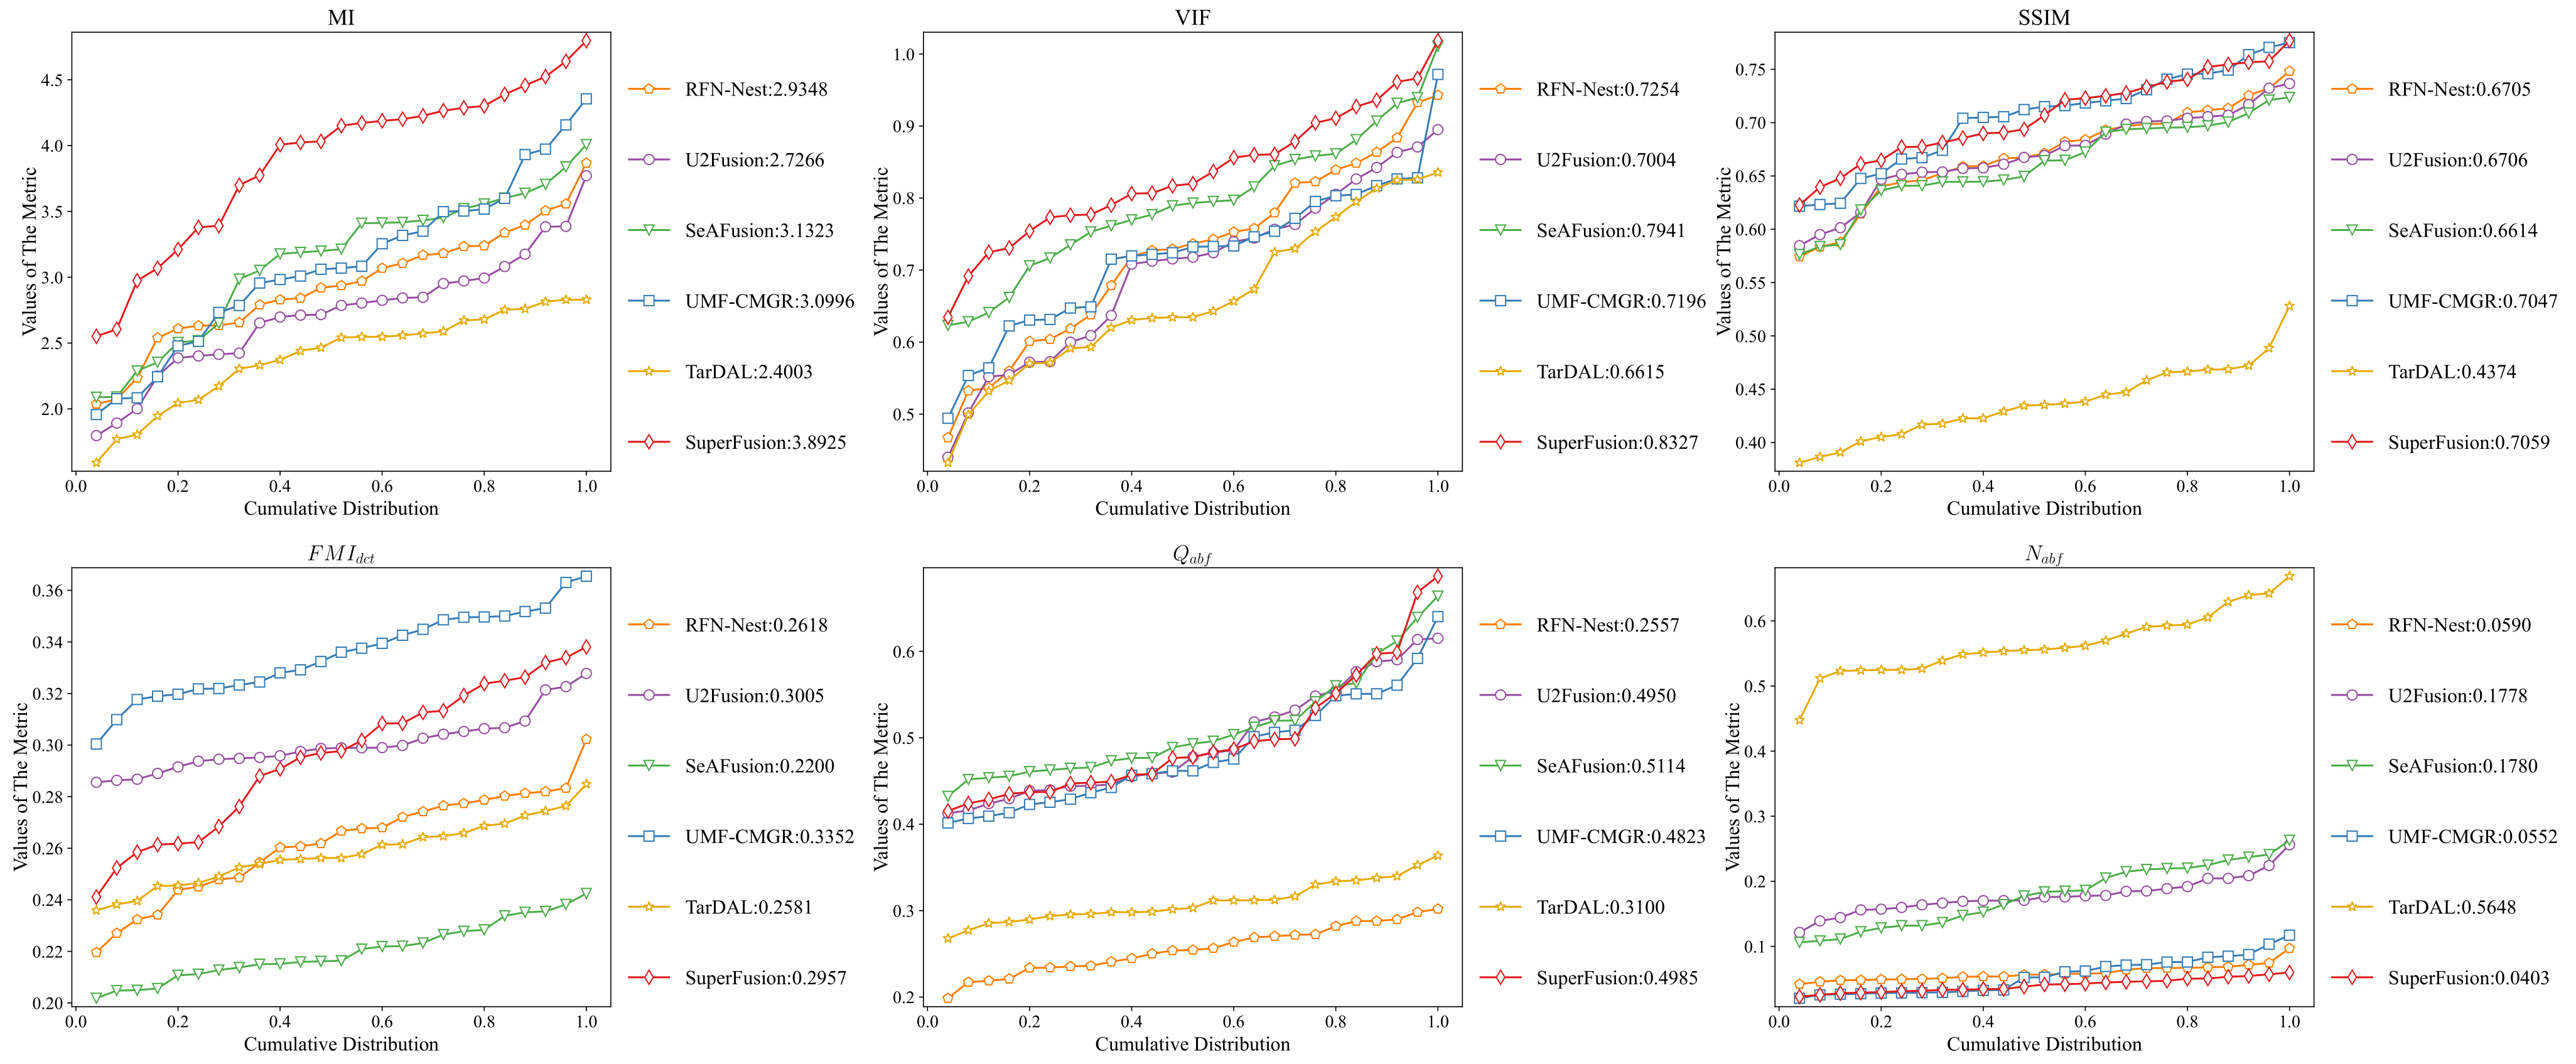 MI
Values of The Metric
4.5
4.0
3.5
3.0
2.5
2.0
0.0 0.2 0.4 0.6 0.8 1.0
Cumulative Distribution
RFN-Nest:2.9348
U2Fusion:2.7266
SeAFusion:3.1323
UMF-CMGR:3.0996
TarDAL:2.4003
SuperFusion:3.8925
VIF
Values of The Metric
1.0
0.9
0.8
0.7
0.6
0.5
0.0 0.2 0.4 0.6 0.8 1.0
Cumulative Distribution
RFN-Nest:0.7254
U2Fusion:0.7004
SeAFusion:0.7941
UMF-CMGR:0.7196
TarDAL:0.6615
SuperFusion:0.8327
SSIM
Values of The Metric
0.75
0.70
0.65
0.60
0.55
0.50
0.45
0.40
0.0 0.2 0.4 0.6 0.8 1.0
Cumulative Distribution
RFN-Nest:0.6705
U2Fusion:0.6706
SeAFusion:0.6614
UMF-CMGR:0.7047
TarDAL:0.4374
SuperFusion:0.7059
FMI_dct
Values of The Metric
0.36
0.34
0.32
0.30
0.28
0.26
0.24
0.22
0.20
0.0 0.2 0.4 0.6 0.8 1.0
Cumulative Distribution
RFN-Nest:0.2618
U2Fusion:0.3005
SeAFusion:0.2200
UMF-CMGR:0.3352
TarDAL:0.2581
SuperFusion:0.2957
Q_abf
Values of The Metric
0.6
0.5
0.4
0.3
0.2
0.0 0.2 0.4 0.6 0.8 1.0
Cumulative Distribution
RFN-Nest:0.2557
U2Fusion:0.4950
SeAFusion:0.5114
UMF-CMGR:0.4823
TarDAL:0.3100
SuperFusion:0.4985
N_abf
Values of The Metric
0.6
0.5
0.4
0.3
0.2
0.1
0.0 0.2 0.4 0.6 0.8 1.0
Cumulative Distribution
RFN-Nest:0.0590
U2Fusion:0.1778
SeAFusion:0.1780
UMF-CMGR:0.0552
TarDAL:0.5648
SuperFusion:0.0403